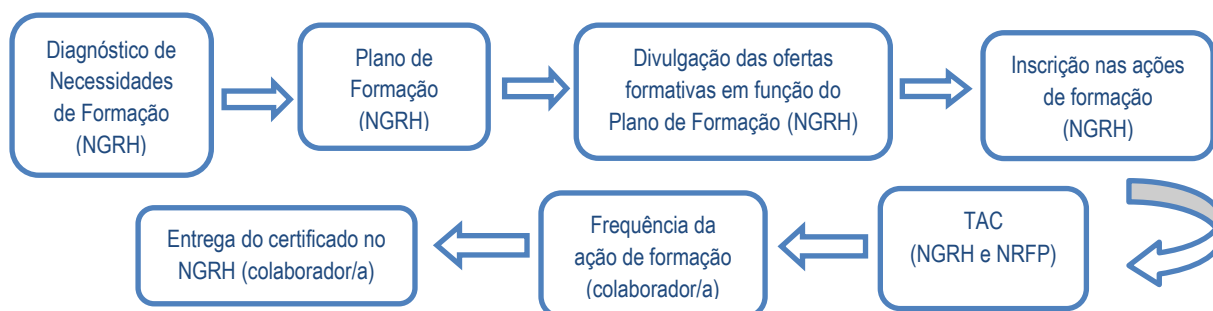 Diagnóstico de
Necessidades
de Formação
(NGRH)
Plano de
Formação
(NGRH)
Divulgação das ofertas
formativas em função do
Plano de Formação (NGRH)
Inscrição nas ações
de formação
(NGRH)
TAC
(NGRH e NRFP)
Frequência da
ação de formação
(colaborador/a)
Entrega do certificado no
NGRH (colaborador/a)